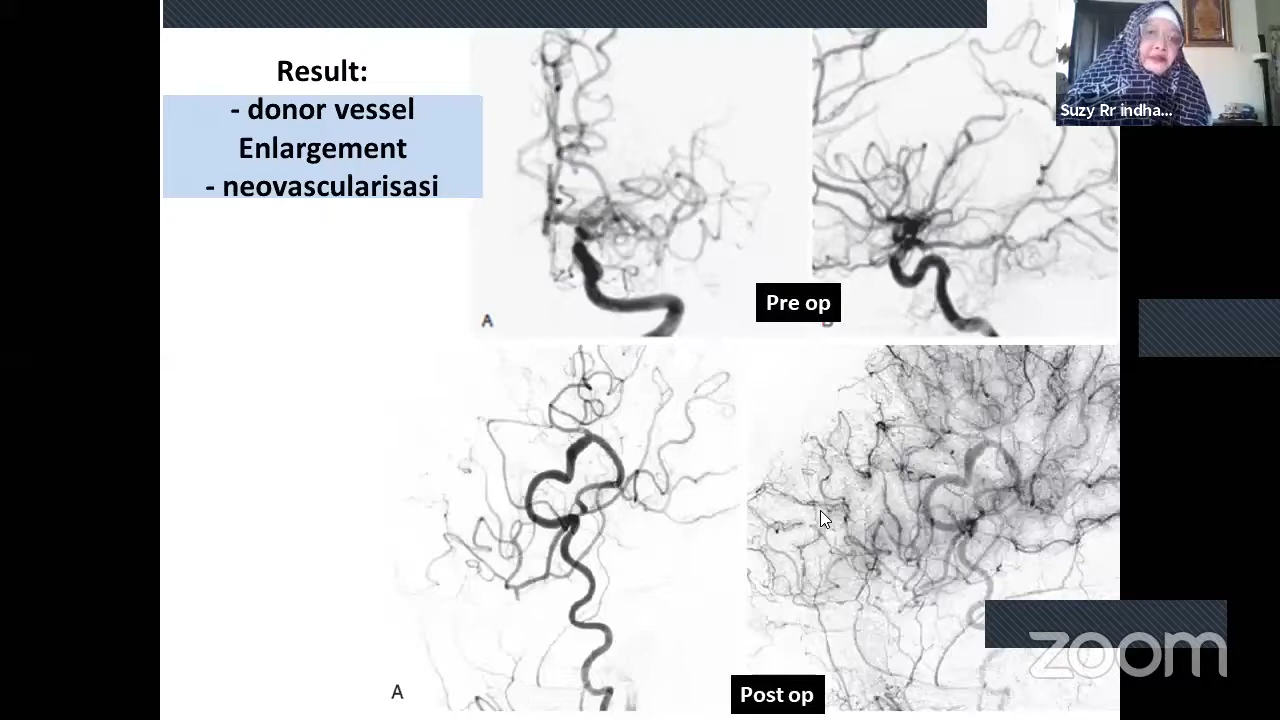 Result:
- donor vessel
Enlargement
- neovascularisasi
Suzy Rr indha...
A
Pre op
A
Post op
zoom